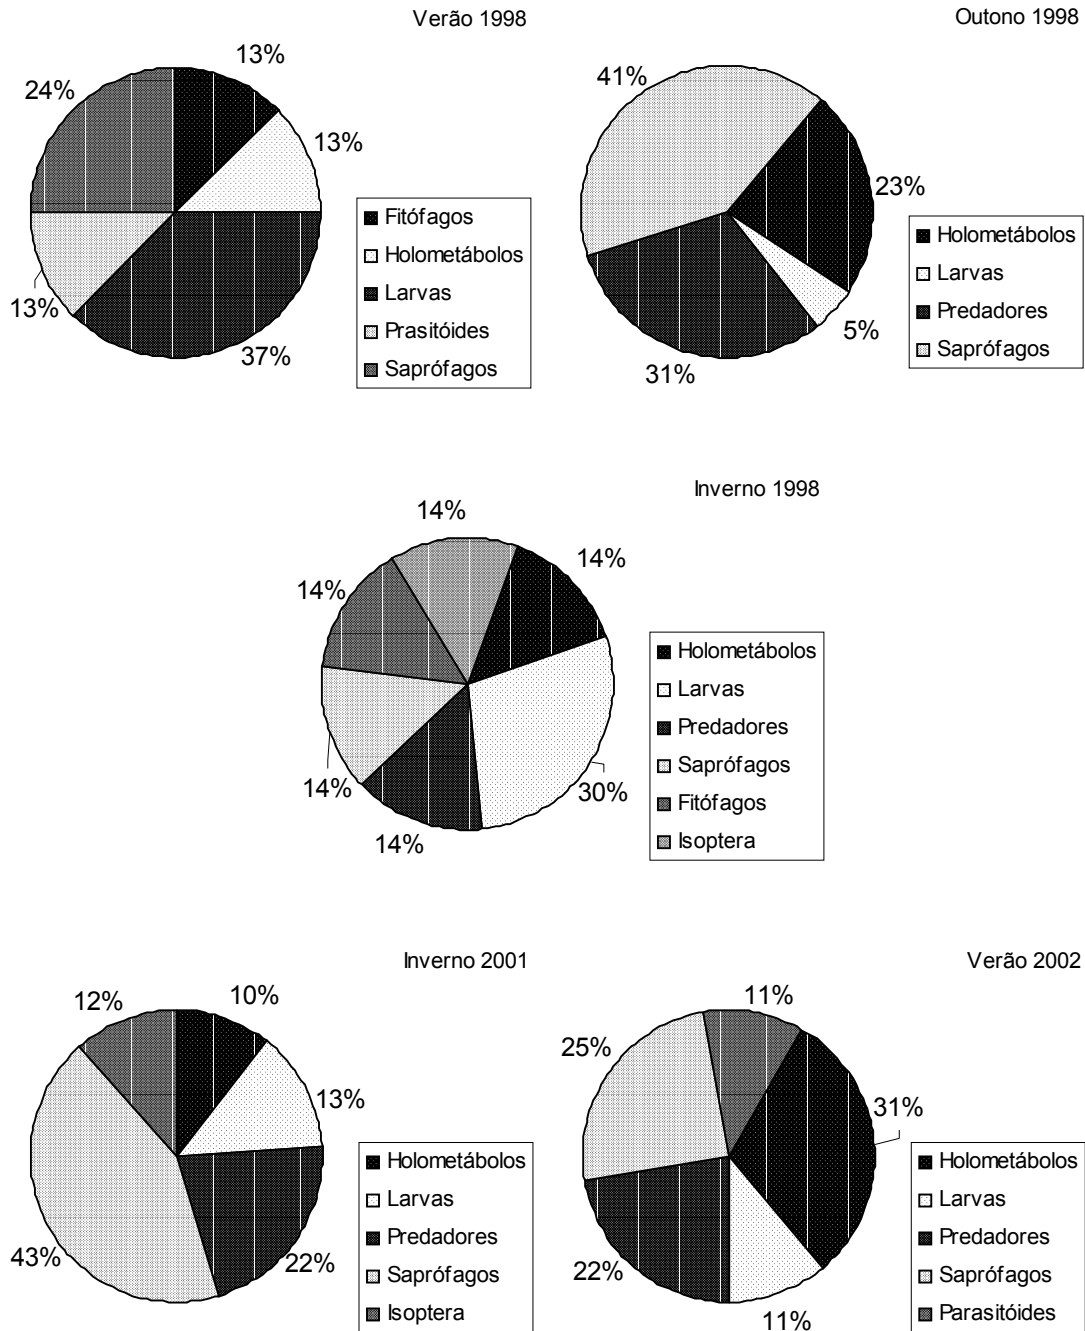 Verão 1998
24%
13%
13%
13%
37%
Fitófagos
Holometábolos
Larvas
Prasitóides
Saprófagos
Outono 1998
41%
23%
5%
31%
Holometábolos
Larvas
Predadores
Saprófagos
Inverno 1998
14%
14%
14%
14%
30%
14%
Holometábolos
Larvas
Predadores
Saprófagos
Fitófagos
Isoptera
Inverno 2001
12%
10%
13%
43%
22%
Holometábolos
Larvas
Predadores
Saprófagos
Isoptera
Verão 2002
11%
25%
31%
22%
11%
Holometábolos
Larvas
Predadores
Saprófagos
Parasitóides